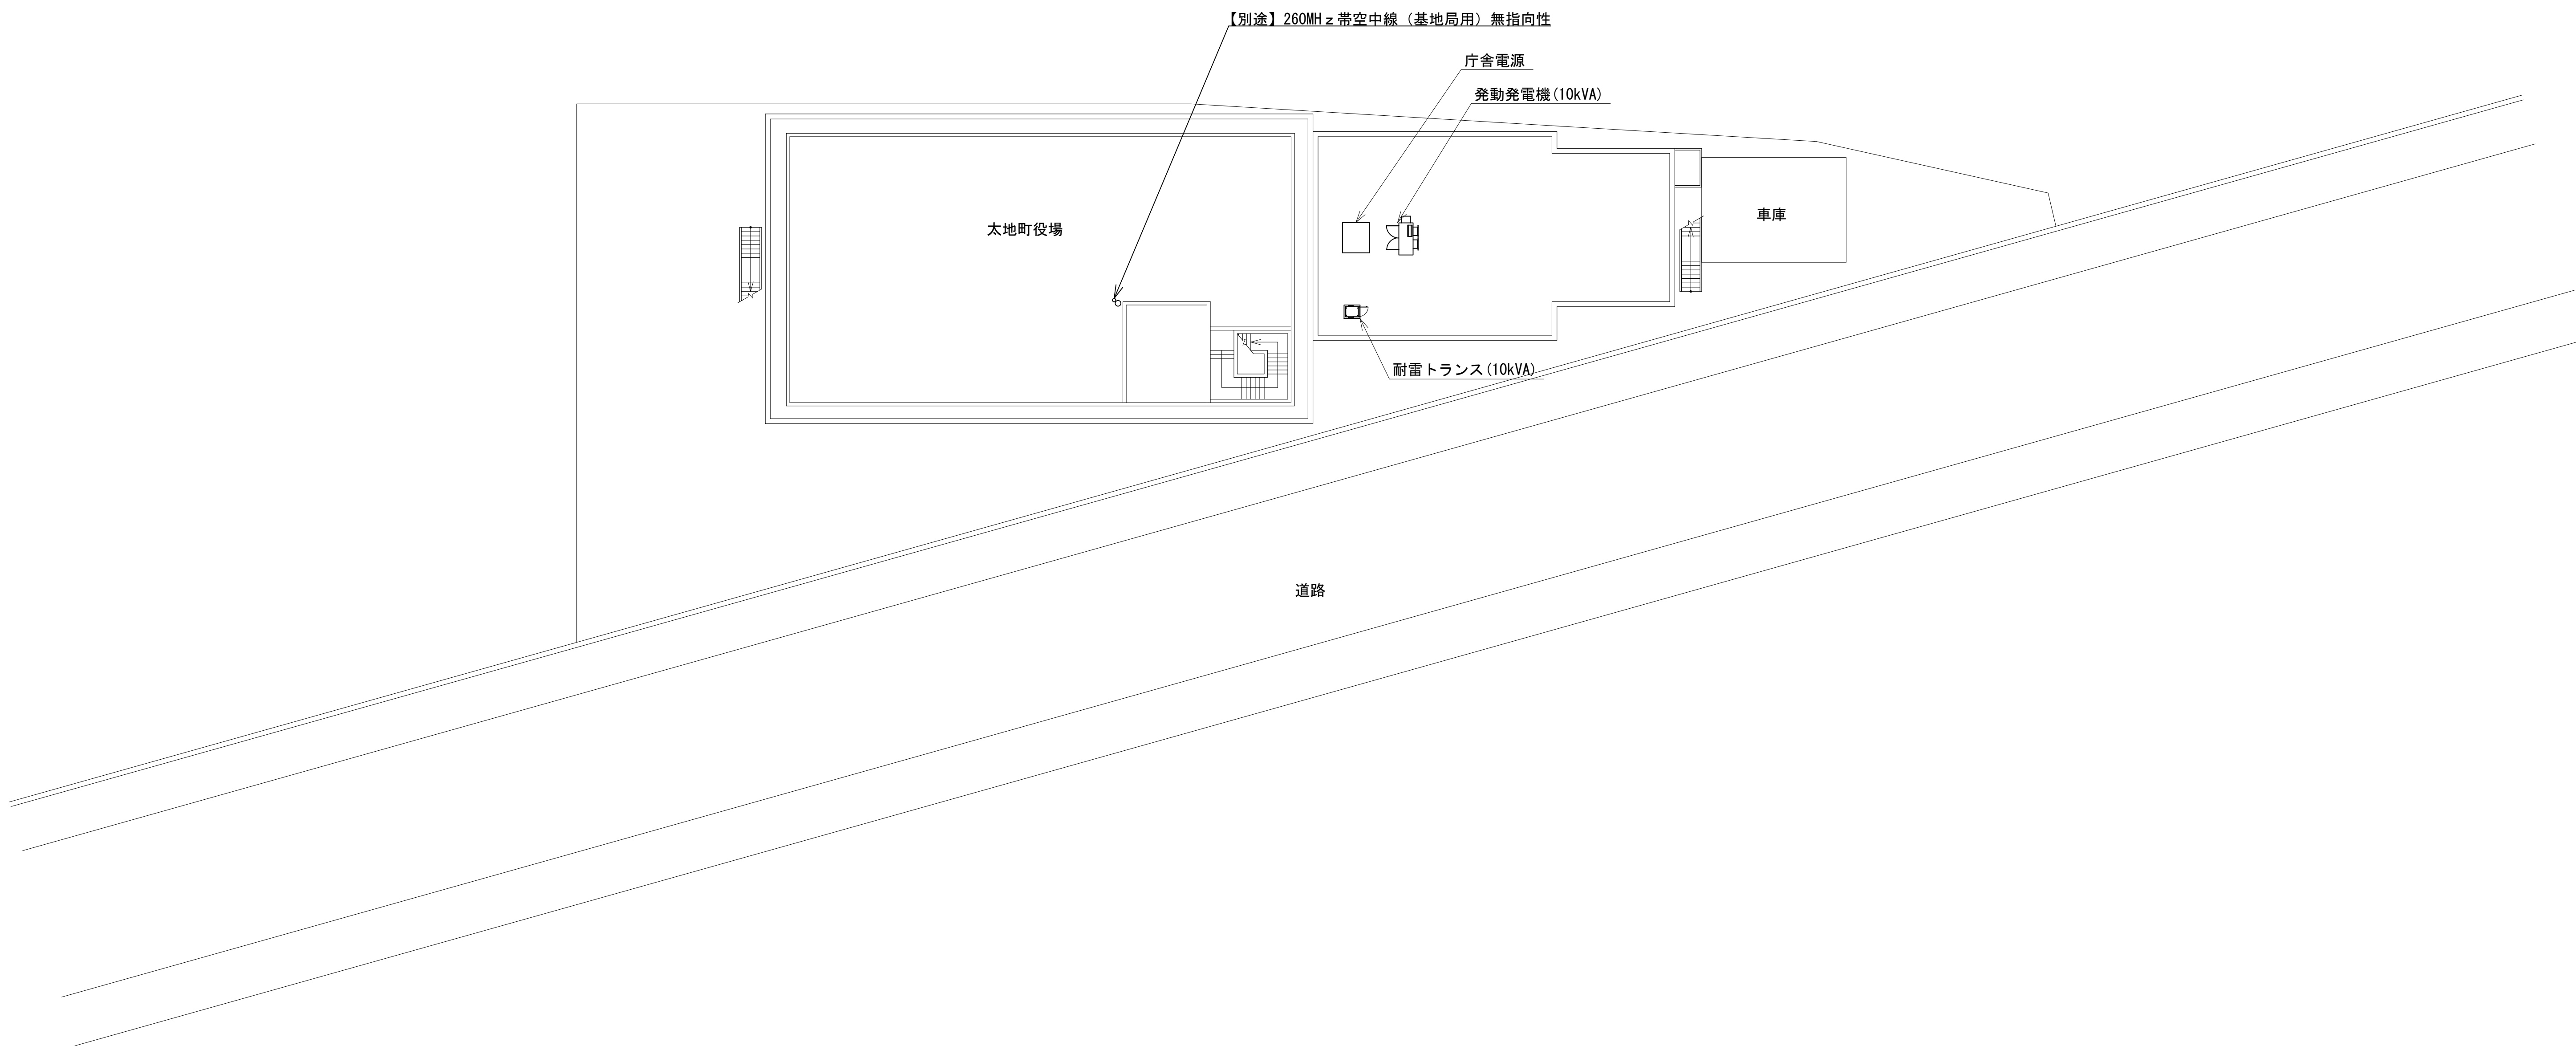 【別途】260MHｚ帯空中線（基地局用）無指向性
庁舎電源
発動発電機(10kVA)
車庫
太地町役場
耐雷トランス(10kVA)
道路